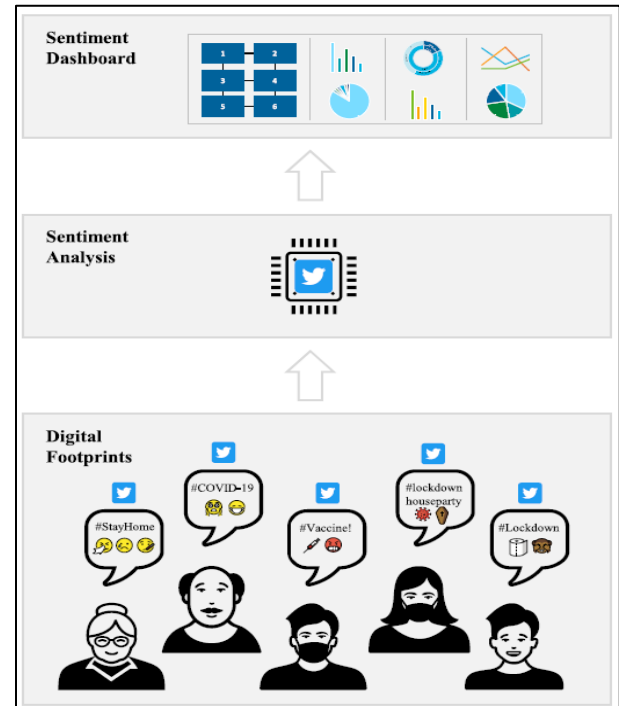 Sentiment
Dashboard
1 2
3 4
5 6
Sentiment
Analysis
Digital
Footprints
#COVID-19
#lockdown
houseparty
#StayHome
#Vaccine!
#Lockdown